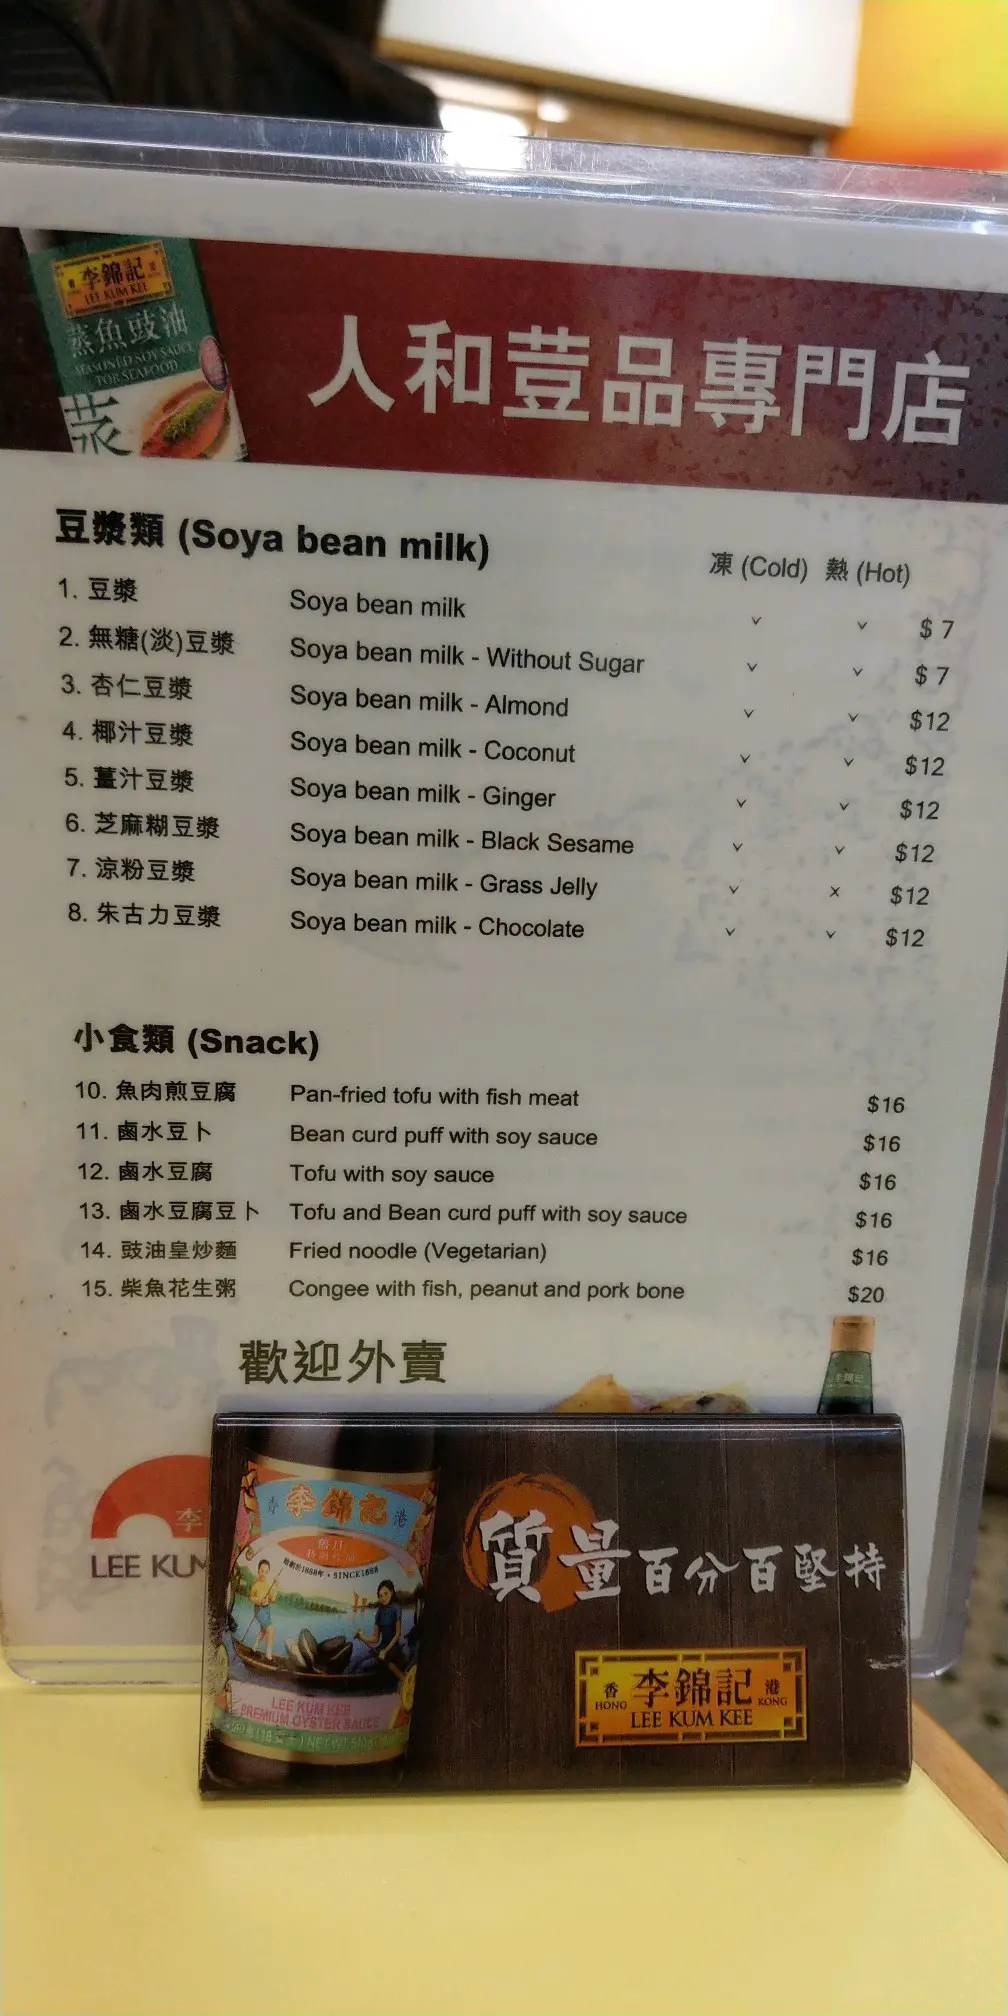 李錦記
LEE KUM KEE
蒸魚豉油
SEASONED SOY SAUCE
FOR SEAFOOD
蒸
人和荳品專門店
豆漿類 (Soya bean milk) 凍 (Cold) 熱 (Hot)
1. 豆漿 Soya bean milk ✓ ✓ $ 7
2. 無糖(淡)豆漿 Soya bean milk - Without Sugar ✓ ✓ $ 7
3. 杏仁豆漿 Soya bean milk - Almond ✓ ✓ $12
4. 椰汁豆漿 Soya bean milk - Coconut ✓ ✓ $12
5. 薑汁豆漿 Soya bean milk - Ginger ✓ ✓ $12
6. 芝麻糊豆漿 Soya bean milk - Black Sesame ✓ ✓ $12
7. 涼粉豆漿 Soya bean milk - Grass Jelly ✓ x $12
8. 朱古力豆漿 Soya bean milk - Chocolate ✓ ✓ $12
小食類 (Snack)
10. 魚肉煎豆腐 Pan-fried tofu with fish meat $16
11. 鹵水豆卜 Bean curd puff with soy sauce $16
12. 鹵水豆腐 Tofu with soy sauce $16
13. 鹵水豆腐豆卜 Tofu and Bean curd puff with soy sauce $16
14. 豉油皇炒麵 Fried noodle (Vegetarian) $16
15. 柴魚花生粥 Congee with fish, peanut and pork bone $20
歡迎外賣
李錦記
李
LEE KUM
香 李錦記 港
SINCE 1888
LEE KUM KEE
PREMIUM OYSTER SAUCE
質量百分百堅持
香 李錦記 港
HONG LEE KUM KEE KONG